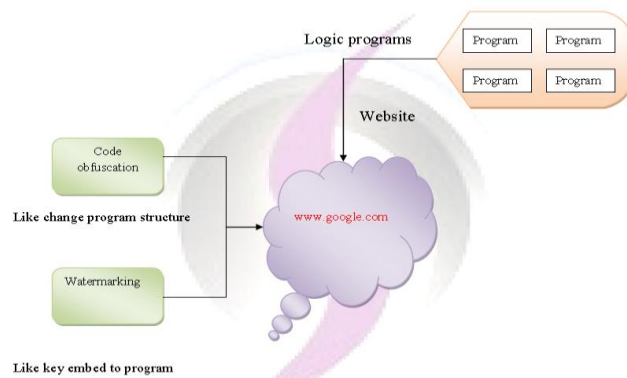 Logic programs
Program
Program
Program
Program
Website
Code
obfuscation
Like change program structure
www.google.com
Watermarking
Like key embed to program